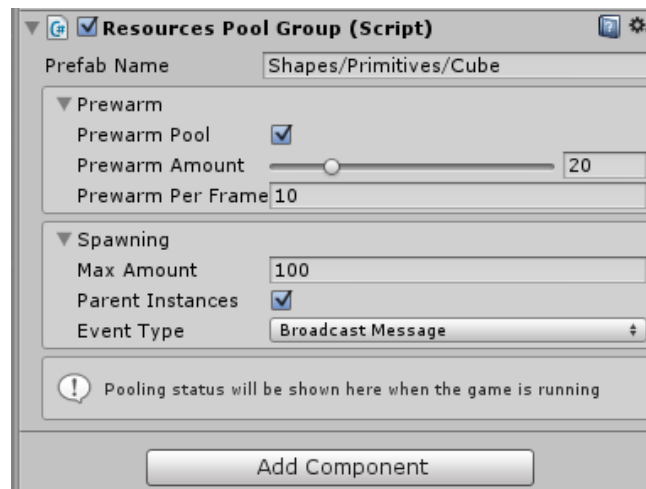 Resources Pool Group (Script)
Prefab Name Shapes/Primitives/Cube
Prewarm
Prewarm Pool
Prewarm Amount 20
Prewarm Per Frame 10
Spawning
Max Amount 100
Parent Instances
Event Type Broadcast Message
Pooling status will be shown here when the game is running
Add Component